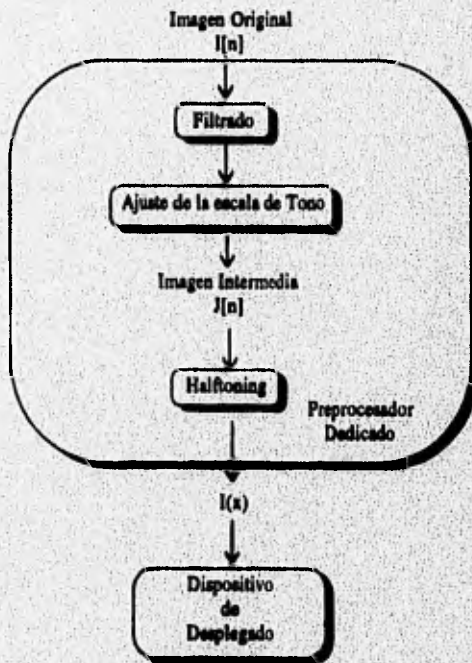 Imagen Original
I[n]
Filtrado
Ajuste de la escala de Tono
Imagen Intermedia
J[n]
Halftoning
Preprocesador
Dedicado
I(x)
Dispositivo
de
Desplegado